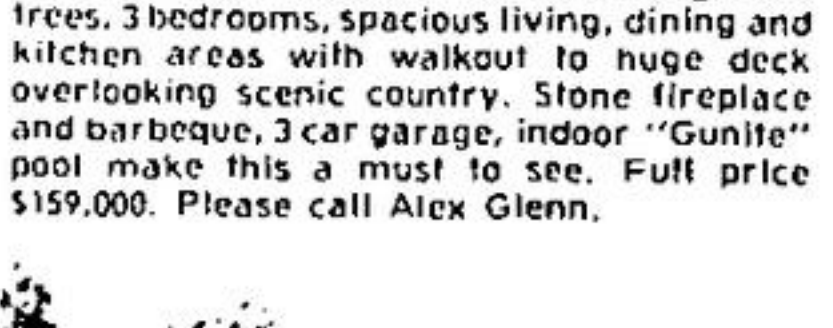 trees. 3 bedrooms, spacious living, dining and
kitchen areas with walkout to huge deck
overlooking scenic country. Stone fireplace
and barbeque, 3 car garage, indoor "Gunite"
pool make this a must to see. Full price
$159,000. Please call Alex Glenn.